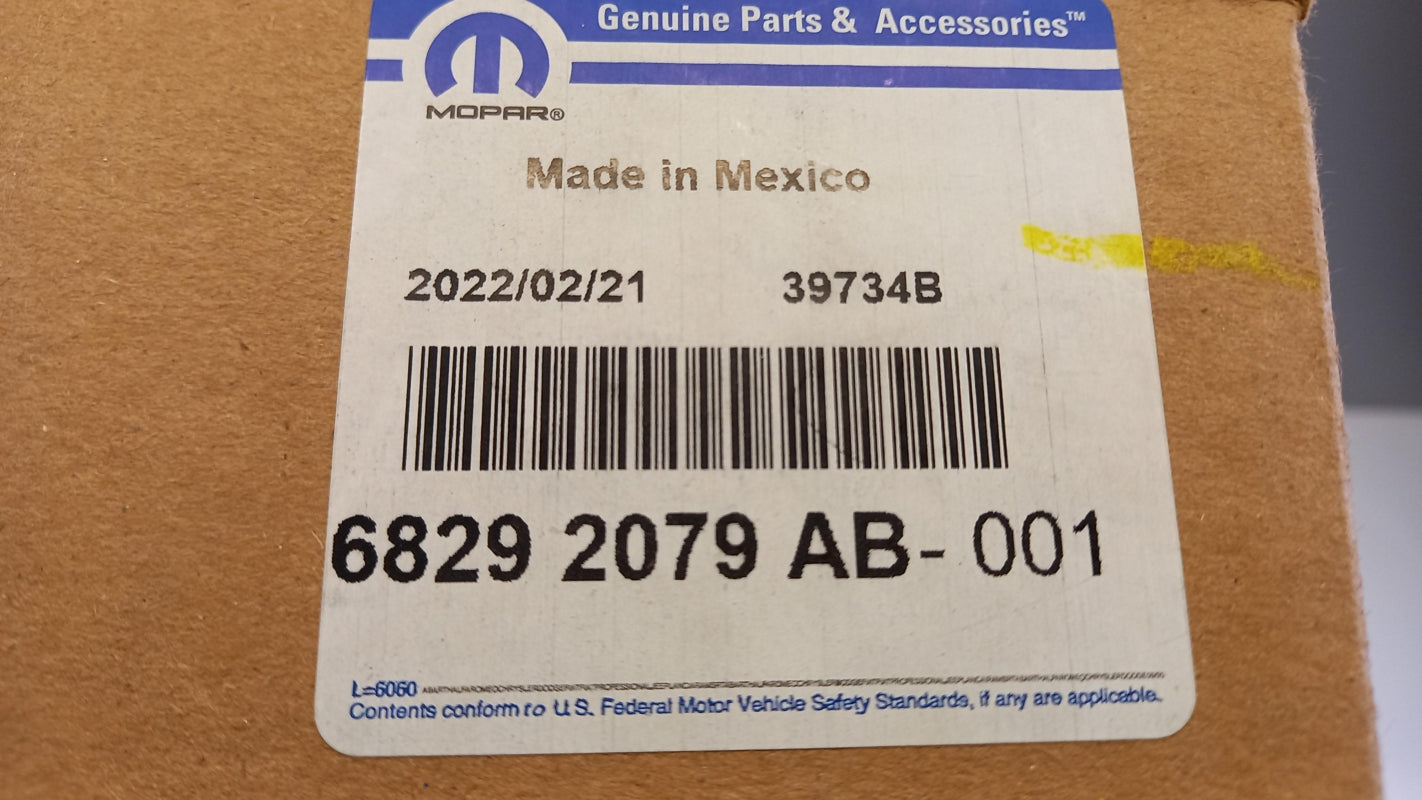 Genuine Parts & Accessories™
MOPAR®
Made in Mexico
2022/02/21 39734B
6829 2079 AB- 001
L=6060
Contents conform to U.S. Federal Motor Vehicle Safety Standards, if any are applicable.